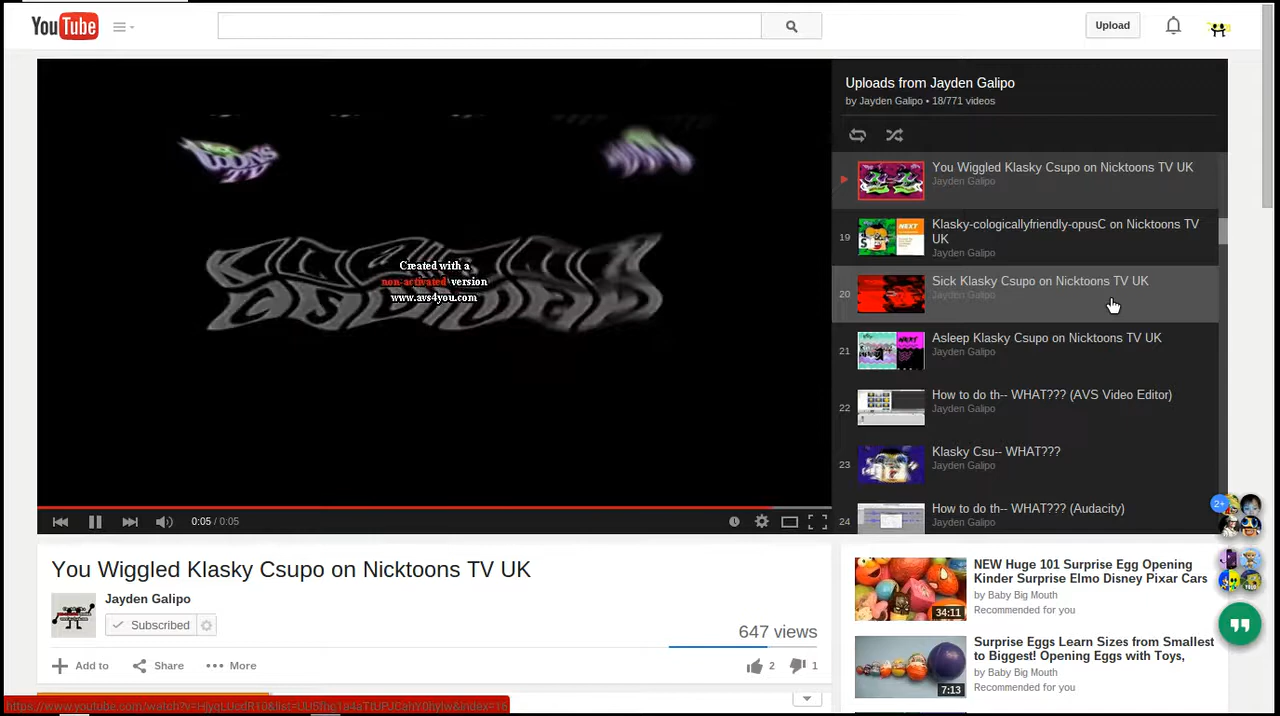 YouTube
Upload
Uploads from Jayden Galipo
by Jayden Galipo • 18/771 videos
You Wiggled Klasky Csupo on Nicktoons TV UK
Jayden Galipo
19
Klasky-cologicallyfriendly-opusC on Nicktoons TV
UK
Jayden Galipo
20
Sick Klasky Csupo on Nicktoons TV UK
Jayden Galipo
21
Asleep Klasky Csupo on Nicktoons TV UK
Jayden Galipo
22
How to do th-- WHAT??? (AVS Video Editor)
Jayden Galipo
23
Klasky Csu-- WHAT???
Jayden Galipo
24
How to do th-- WHAT??? (Audacity)
Jayden Galipo
Created with a
non-activated version
www.avs4you.com
0:05 / 0:05
You Wiggled Klasky Csupo on Nicktoons TV UK
Jayden Galipo
Subscribed
647 views
Add to
Share
More
2
1
2+
NEW Huge 101 Surprise Egg Opening
Kinder Surprise Elmo Disney Pixar Cars
by Baby Big Mouth
Recommended for you
34:11
Surprise Eggs Learn Sizes from Smallest
to Biggest! Opening Eggs with Toys,
by Baby Big Mouth
Recommended for you
7:13